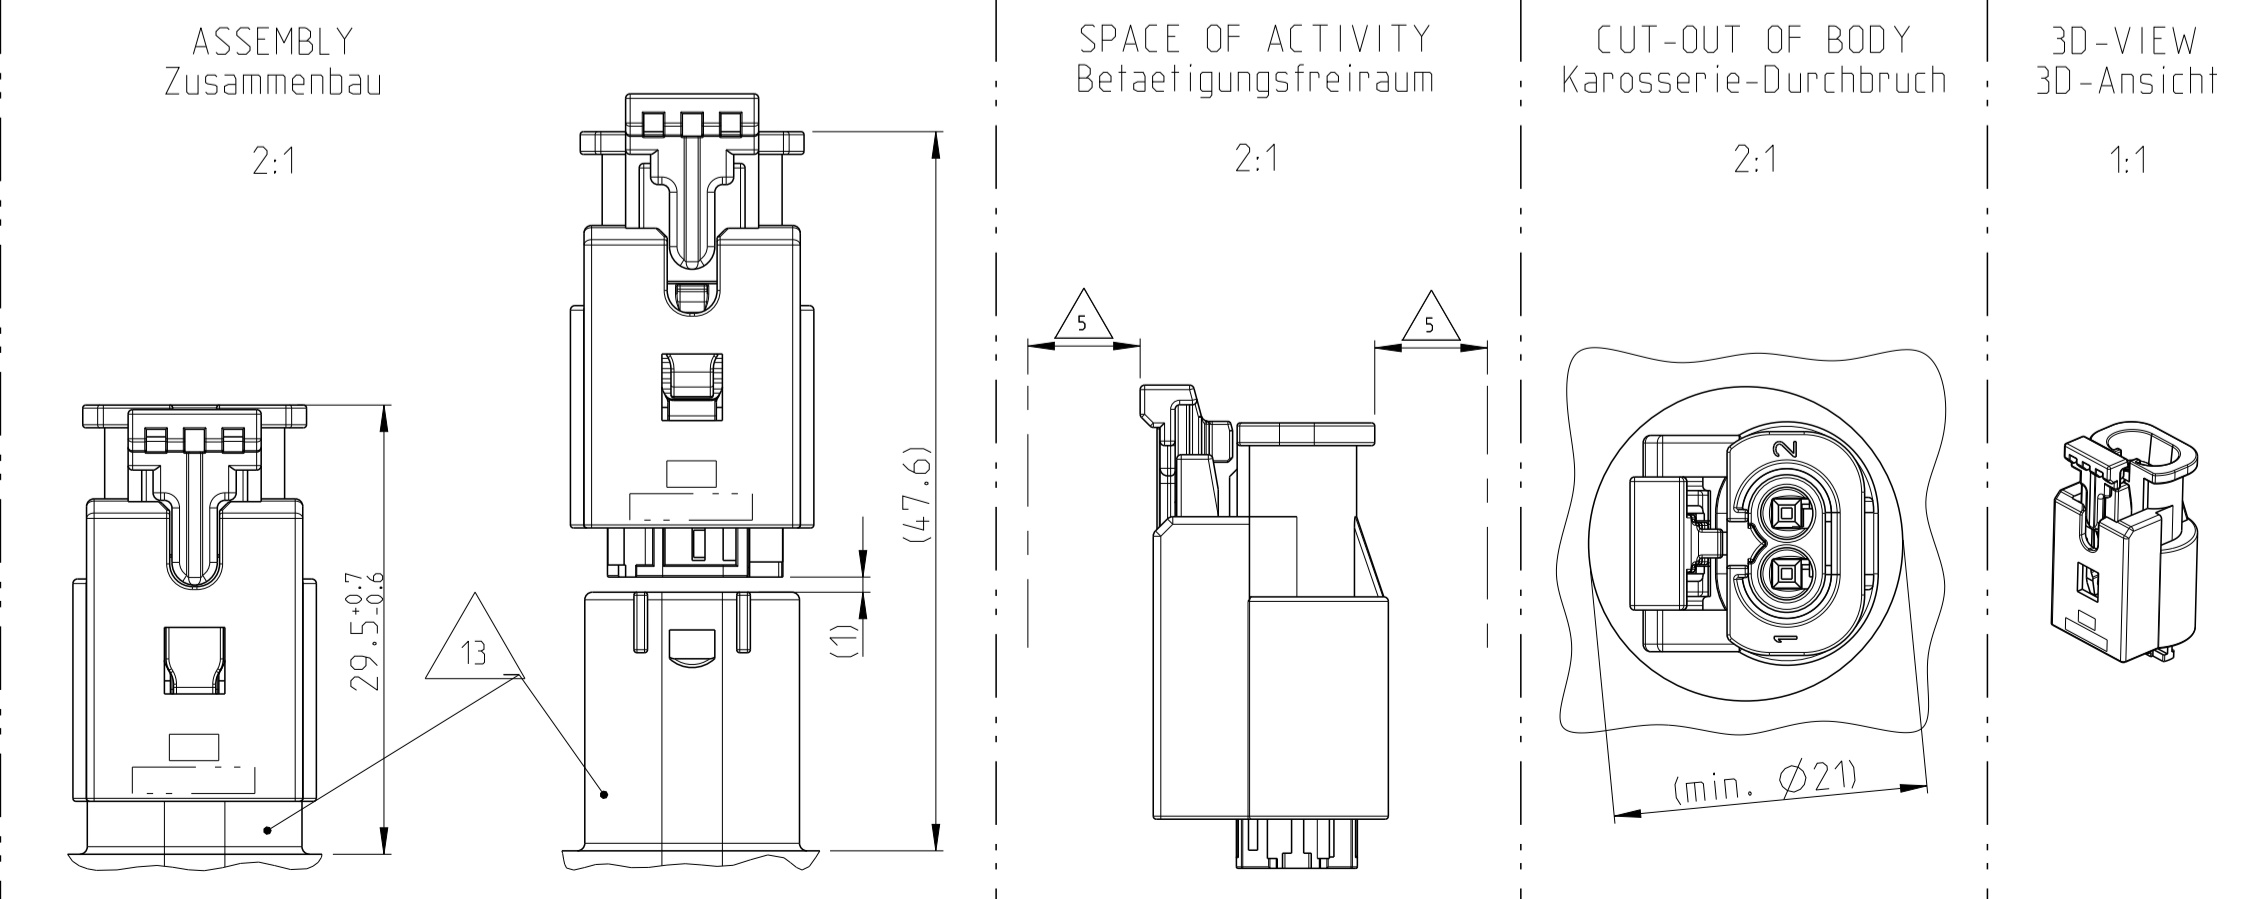 ASSEMBLY
Zusammenbau
2:1
29.5+0.7
-0.6
13
(47.6)
(1)
SPACE OF ACTIVITY
Betaetigungsfreiraum
2:1
5
5
CUT-OUT OF BODY
Karosserie-Durchbruch
2:1
2
1
(min. Ø21)
3D-VIEW
3D-Ansicht
1:1